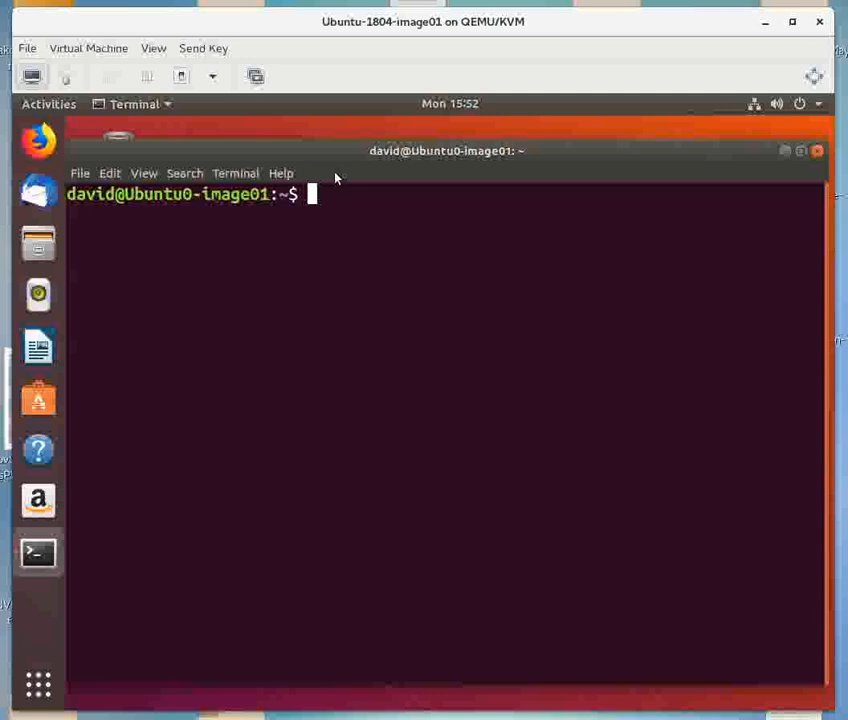 Ubuntu-1804-image01 on QEMU/KVM
File Virtual Machine View Send Key
Activities Terminal Mon 15:52
david@Ubuntu0-image01: ~
File Edit View Search Terminal Help
david@Ubuntu0-image01:~$